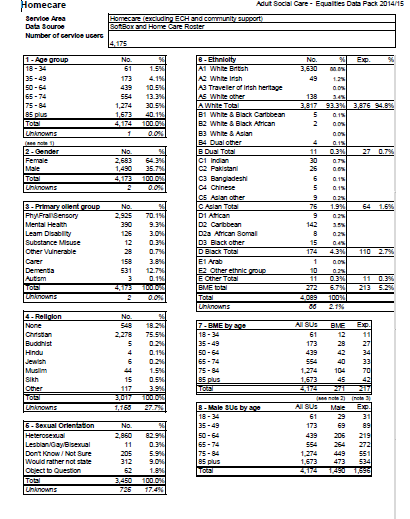 Homecare
Adult Social Care - Equalities Data Pack 2014/15
Service Area Homecare (excluding ECH and community support)
Data Source SoftBox and Home Care Roster
Number of service users 4,175
1 - Age group No. %
18 - 34 61 1.5%
35 - 49 173 4.1%
50 - 64 439 10.5%
65 - 74 554 13.3%
75 - 84 1,274 30.5%
85 plus 1,673 40.1%
Total 4,174 100.0%
Unknowns 1 0.0%
(see note 1)
2 - Gender No. %
Female 2,683 64.3%
Male 1,490 35.7%
Total 4,173 100.0%
Unknowns 2 0.0%
3 - Primary client group No. %
Phy/Frail/Sensory 2,925 70.1%
Mental Health 390 9.3%
Learn Disability 126 3.0%
Substance Misuse 12 0.3%
Other Vulnerable 28 0.7%
Carer 158 3.8%
Dementia 531 12.7%
Autism 3 0.1%
Total 4,173 100.0%
Unknowns 2 0.0%
4 - Religion No. %
None 548 18.2%
Christian 2,278 75.5%
Buddhist 5 0.2%
Hindu 4 0.1%
Jewish 6 0.2%
Muslim 44 1.5%
Sikh 15 0.5%
Other 117 3.9%
Total 3,017 100.0%
Unknowns 1,158 27.7%
5 - Sexual Orientation No. %
Heterosexual 2,860 82.9%
Lesbian/Gay/Bisexual 11 0.3%
Don't Know / Not Sure 205 5.9%
Would rather not state 312 9.0%
Object to Question 62 1.8%
Total 3,450 100.0%
Unknowns 725 17.4%
6 - Ethnicity No. % Exp. %
A1 White British 3,630 88.8%
A2 White Irish 49 1.2%
A3 Traveller of Irish heritage 0.0%
A5 White other 138 3.4%
A White Total 3,817 93.3% 3,876 94.8%
B1 White & Black Caribbean 5 0.1%
B2 White & Black African 2 0.0%
B3 White & Asian 0.0%
B4 Dual other 4 0.1%
B Dual Total 11 0.3% 27 0.7%
C1 Indian 30 0.7%
C2 Pakistani 26 0.6%
C3 Bangladeshi 6 0.1%
C4 Chinese 5 0.1%
C5 Asian other 9 0.2%
C Asian Total 76 1.9% 64 1.6%
D1 African 9 0.2%
D2 Caribbean 142 3.5%
D2a African Somali 8 0.2%
D3 Black other 15 0.4%
D Black Total 174 4.3% 110 2.7%
E1 Arab 1 0.0%
E2 Other ethnic group 10 0.2%
E Other Total 11 0.3% 11 0.3%
BME total 272 6.7% 213 5.2%
Total 4,089 100%
Unknowns 86 2.1%
7 - BME by age All SUs BME Exp.
18 - 34 61 12 11
35 - 49 173 28 27
50 - 64 439 42 34
65 - 74 554 40 33
75 - 84 1,274 104 70
85 plus 1,673 45 42
Total 4,174 271 217
(see note 2) (note 3)
8 - Male SUs by age All SUs Male Exp.
18 - 34 61 29 31
35 - 49 173 69 89
50 - 64 439 206 219
65 - 74 554 264 272
75 - 84 1,274 449 551
85 plus 1,673 473 534
Total 4,174 1,490 1,696